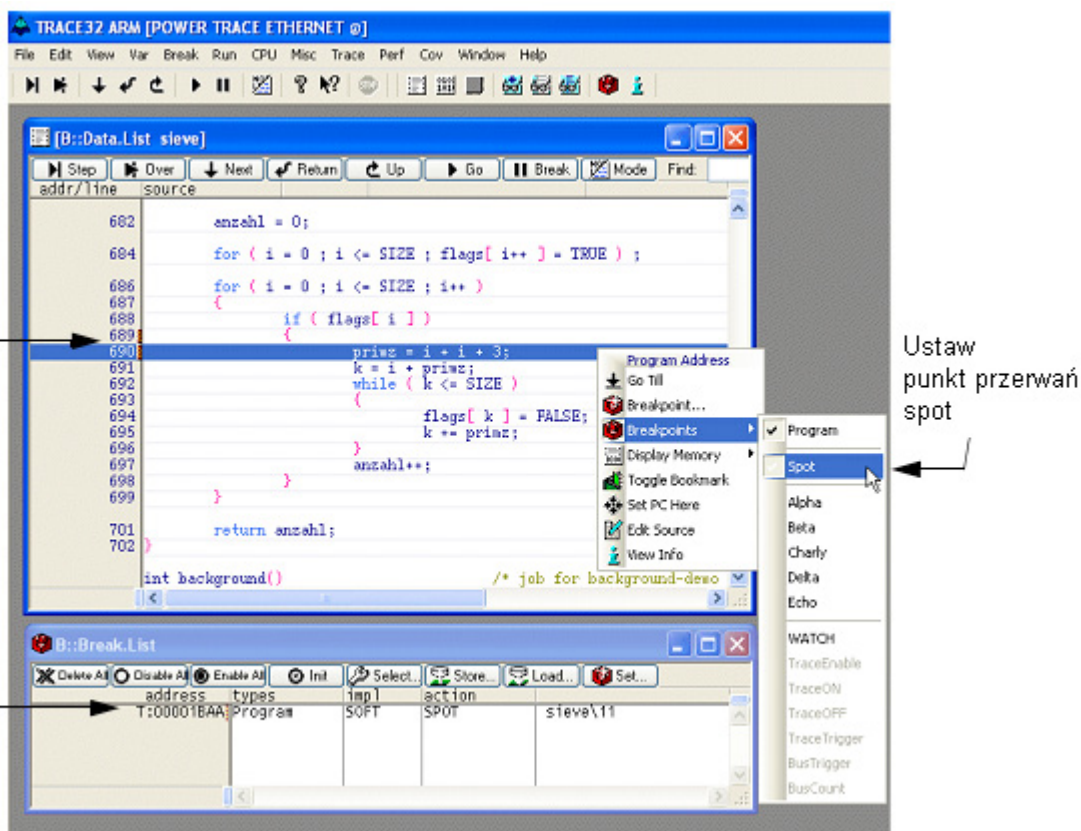 TRACE32 ARM [POWER TRACE ETHERNET @]
File Edit View Var Break Run CPU Misc Trace Perf Cov Window Help
[B::Data.List sieve]
Step Over Next Return Up Go Break Mode Find:
addr/line source
682 anzahl = 0;
684 for ( i = 0 ; i <= SIZE ; flags[ i++ ] = TRUE ) ;
686 for ( i = 0 ; i <= SIZE ; i++ )
687 {
688 if ( flags[ i ] )
689 {
690 primz = i + i + 3;
691 k = i + primz;
692 while ( k <= SIZE )
693 {
694 flags[ k ] = FALSE;
695 k += primz;
696 }
697 anzahl++;
698 }
699 }
701 return anzahl;
702 }
int background() /* job for background-demo
Program Address
Go Till
Breakpoint...
Breakpoints
Display Memory
Toggle Bookmark
Set PC Here
Edit Source
View Info
Program
Spot
Alpha
Beta
Charly
Delta
Echo
WATCH
TraceEnable
TraceON
TraceOFF
TraceTrigger
BusTrigger
BusCount
Ustaw
punkt przerwań
spot
B::Break.List
Delete All Disable All Enable All Init Select... Store... Load... Set...
address types impl action
T:00001BAA Program SOFT SPOT sieve\11